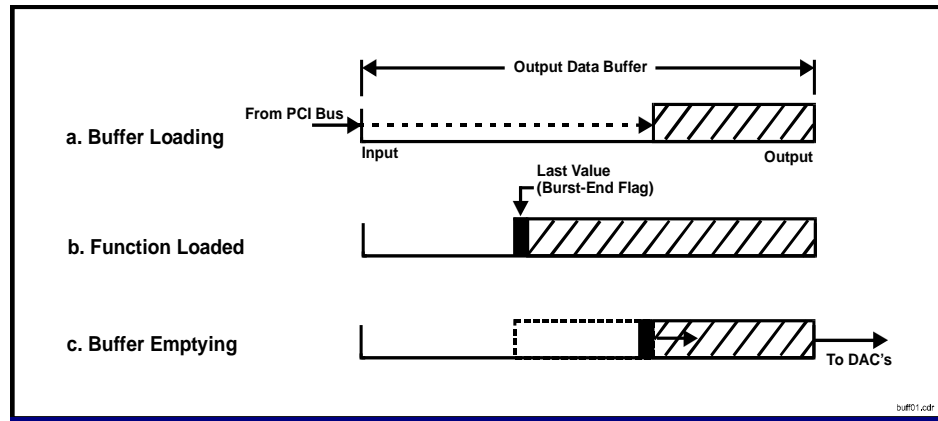 Output Data Buffer
From PCI Bus
a. Buffer Loading
Input
Output
Last Value
(Burst-End Flag)
b. Function Loaded
c. Buffer Emptying
To DAC's
buff01.cdr